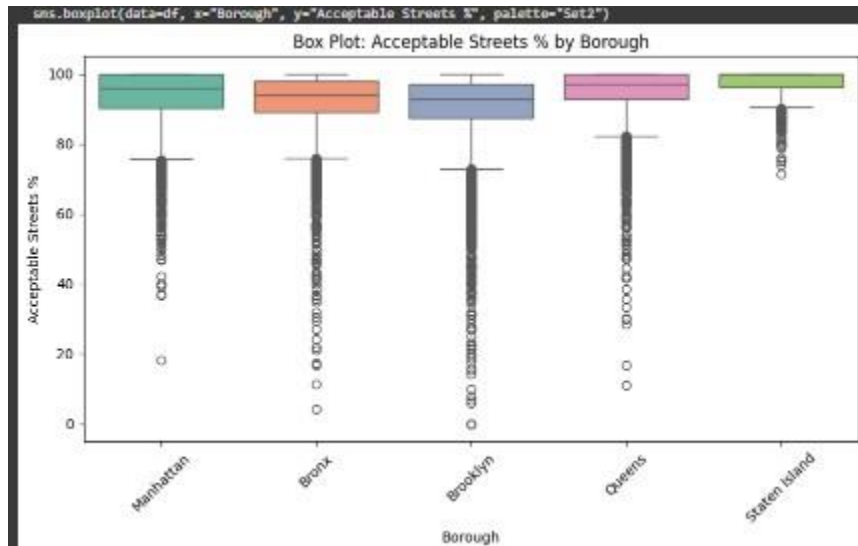 sns.boxplot(data=df, x="Borough", y="Acceptable Streets %", palette="Set2")
Box Plot: Acceptable Streets % by Borough
100
80
60
40
20
0
Acceptable Streets %
Manhattan
Bronx
Brooklyn
Queens
Staten Island
Borough